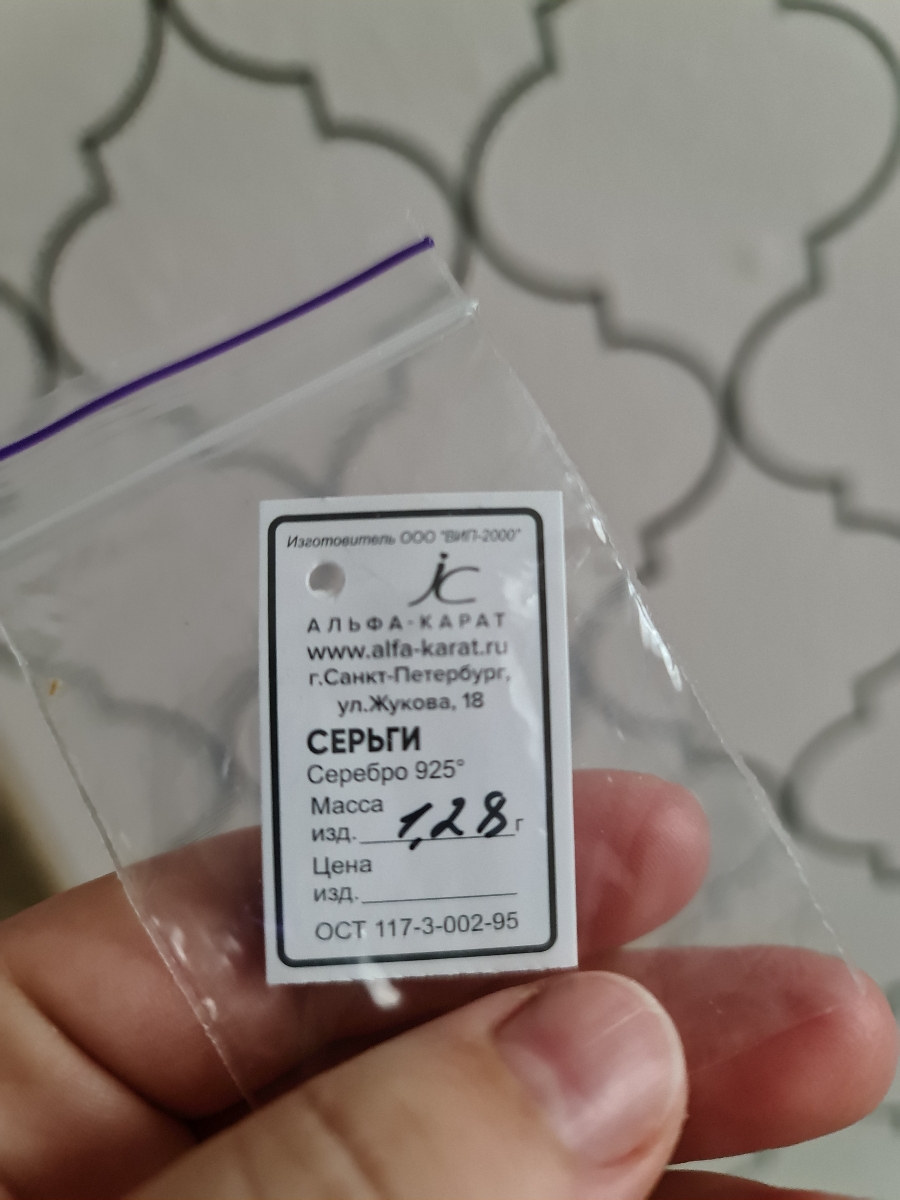 Изготовитель ООО "ВИП-2000"
jc
АЛЬФА-КАРАТ
www.alfa-karat.ru
г.Санкт-Петербург,
ул.Жукова, 18
СЕРЬГИ
Серебро 925°
Масса
изд. 1,28 г
Цена
изд.
ОСТ 117-3-002-95